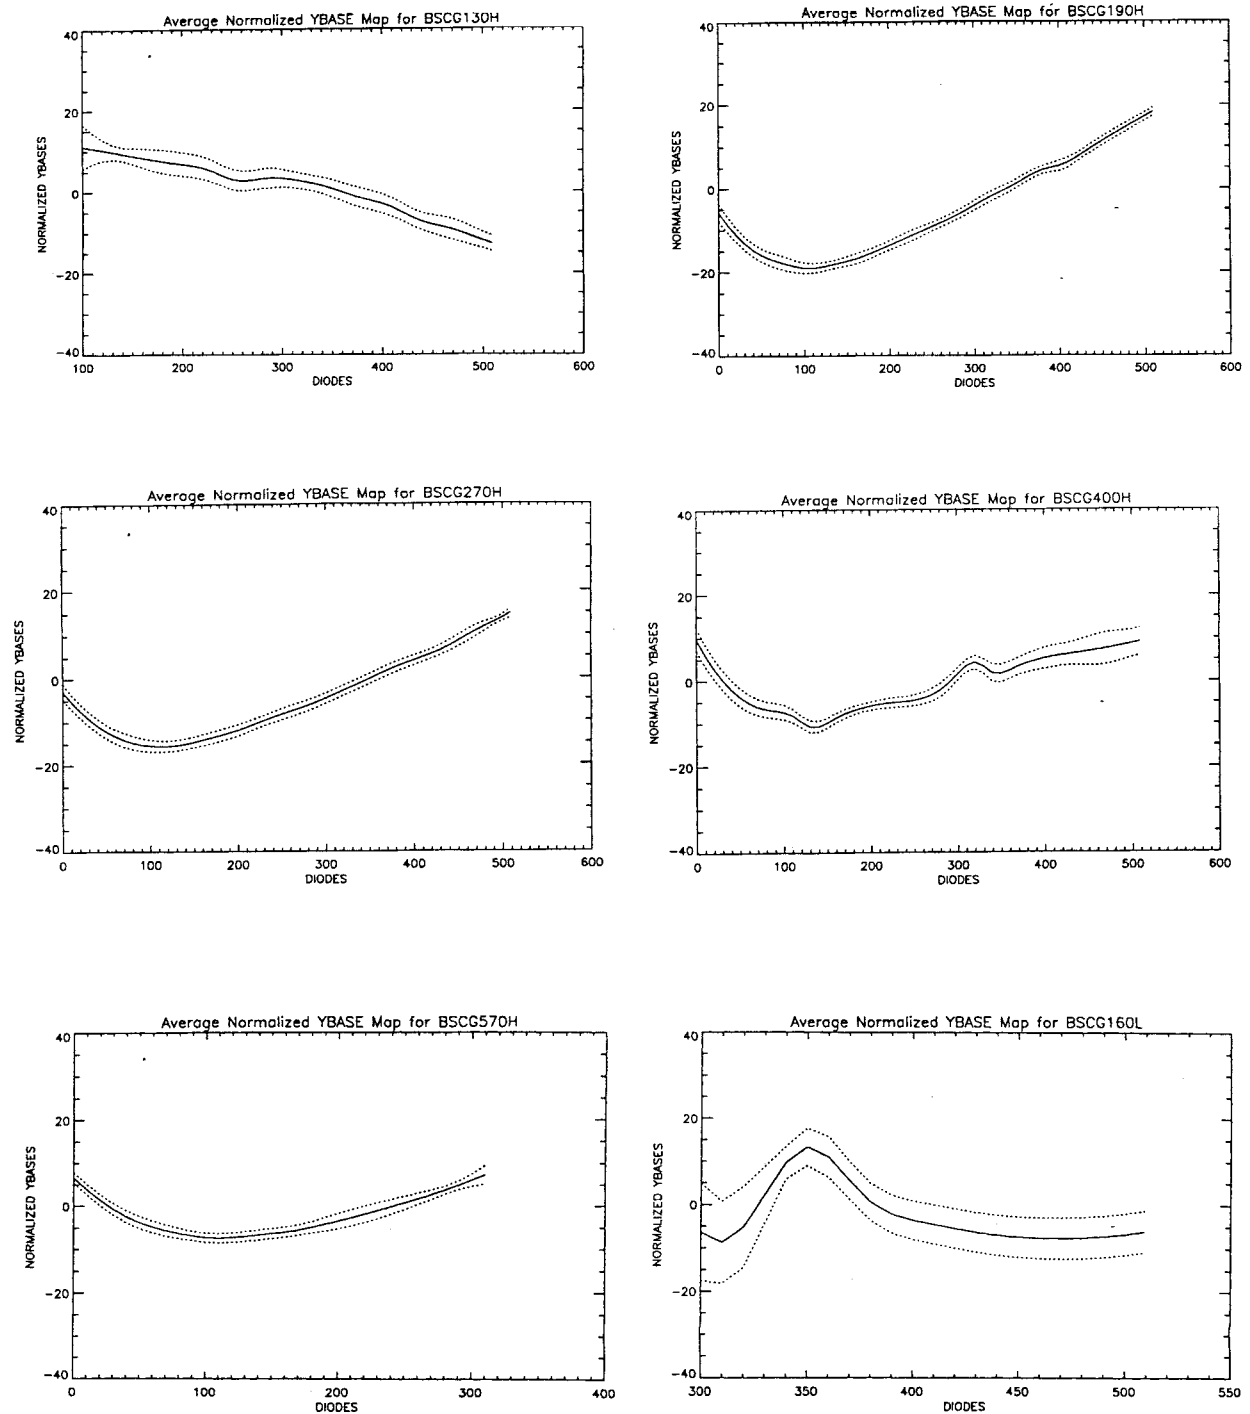 Average Normalized YBASE Map for BSCG130H
40
20
0
-20
-40
NORMALIZED YBASES
100 200 300 400 500 600
DIODES
Average Normalized YBASE Map for BSCG190H
40
20
0
-20
-40
NORMALIZED YBASES
0 100 200 300 400 500 600
DIODES
Average Normalized YBASE Map for BSCG270H
40
20
0
-20
-40
NORMALIZED YBASES
0 100 200 300 400 500 600
DIODES
Average Normalized YBASE Map for BSCG400H
40
20
0
-20
-40
NORMALIZED YBASES
0 100 200 300 400 500 600
DIODES
Average Normalized YBASE Map for BSCG570H
40
20
0
-20
-40
NORMALIZED YBASES
0 100 200 300 400
DIODES
Average Normalized YBASE Map for BSCG160L
40
20
0
-20
-40
NORMALIZED YBASES
300 350 400 450 500 550
DIODES